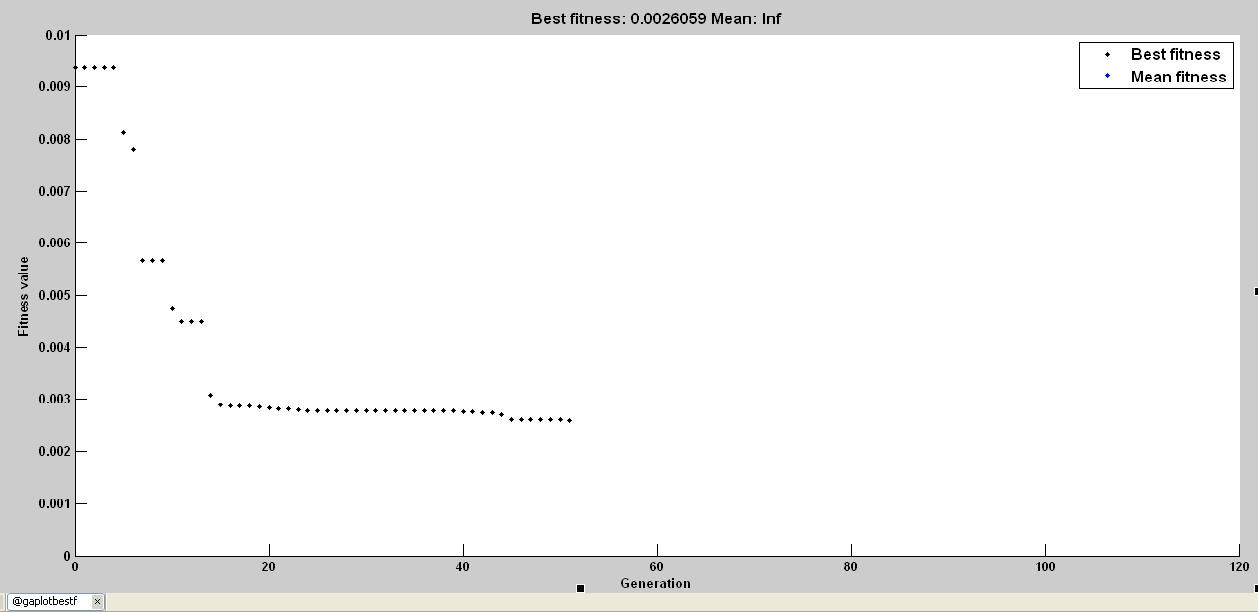 Best fitness: 0.0026059 Mean: Inf
0.01
0.009
0.008
0.007
0.006
0.005
0.004
0.003
0.002
0.001
0
Fitness value
Best fitness
Mean fitness
0 20 40 60 80 100 120
Generation
@gaplotbestf x